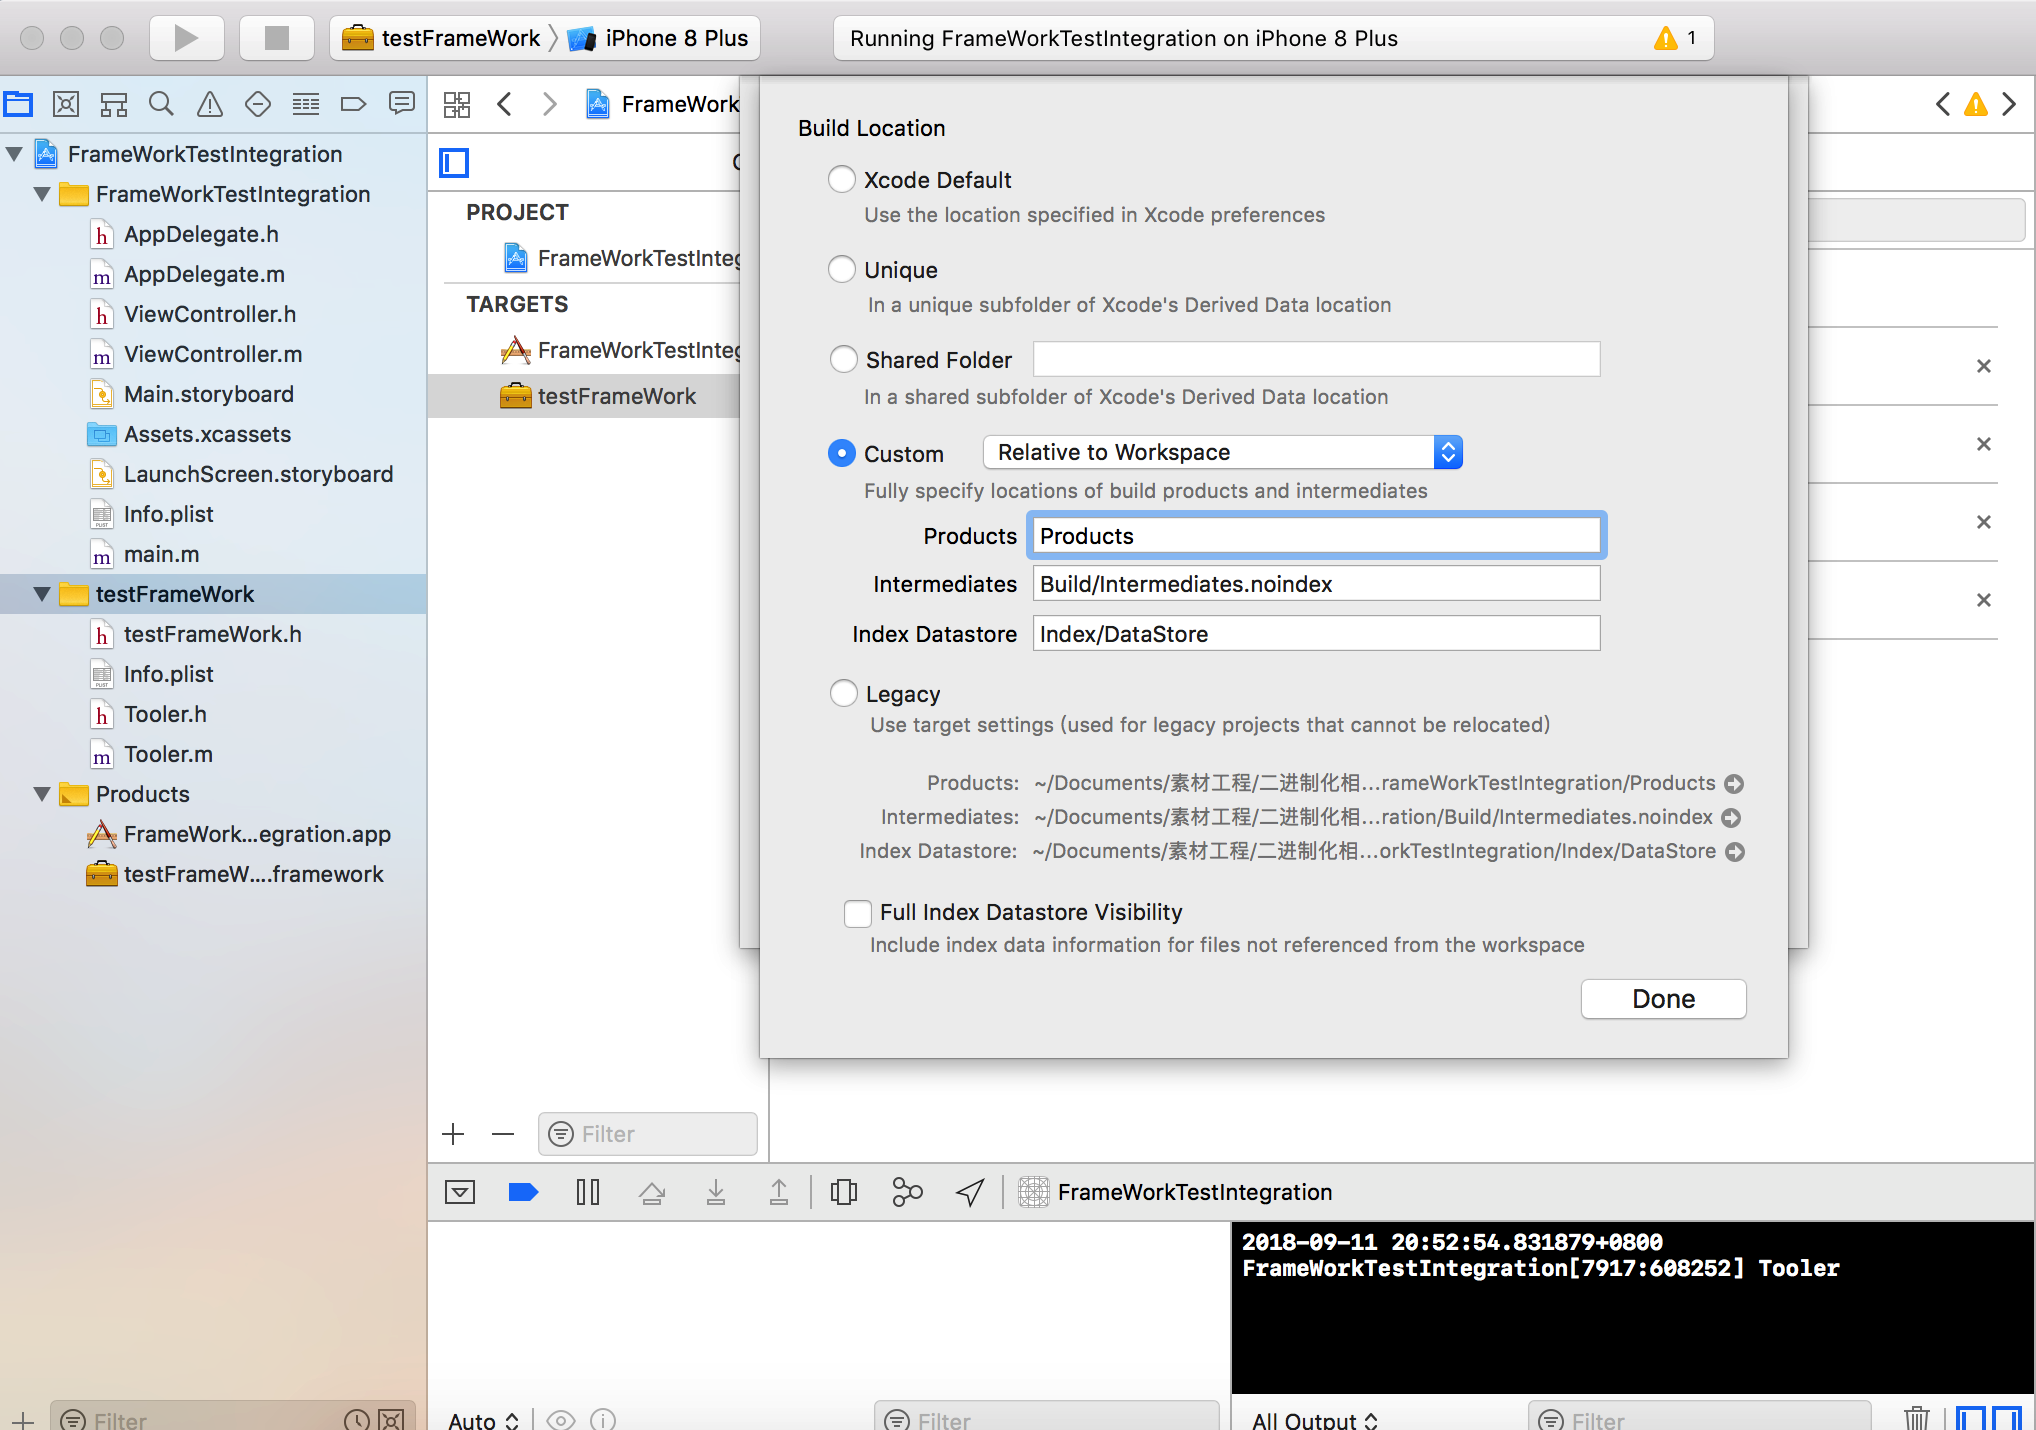 testFrameWork
iPhone 8 Plus
Running FrameWorkTestIntegration on iPhone 8 Plus
1
FrameWorkTestIntegration
FrameWorkTestIntegration
h AppDelegate.h
m AppDelegate.m
h ViewController.h
m ViewController.m
Main.storyboard
Assets.xcassets
LaunchScreen.storyboard
PLIST Info.plist
m main.m
testFrameWork
h testFrameWork.h
PLIST Info.plist
h Tooler.h
m Tooler.m
Products
FrameWork...egration.app
testFrameW....framework
Filter
FrameWork
PROJECT
FrameWorkTestInteg
TARGETS
FrameWorkTestInteg
testFrameWork
Filter
Build Location
Xcode Default
Use the location specified in Xcode preferences
Unique
In a unique subfolder of Xcode's Derived Data location
Shared Folder
In a shared subfolder of Xcode's Derived Data location
Custom
Relative to Workspace
Fully specify locations of build products and intermediates
Products
Products
Intermediates
Build/Intermediates.noindex
Index Datastore
Index/DataStore
Legacy
Use target settings (used for legacy projects that cannot be relocated)
Products: ~/Documents/素材工程/二进制化相...rameWorkTestIntegration/Products
Intermediates: ~/Documents/素材工程/二进制化相...ration/Build/Intermediates.noindex
Index Datastore: ~/Documents/素材工程/二进制化相...orkTestIntegration/Index/DataStore
Full Index Datastore Visibility
Include index data information for files not referenced from the workspace
Done
FrameWorkTestIntegration
2018-09-11 20:52:54.831879+0800
FrameWorkTestIntegration[7917:608252] Tooler
Auto
Filter
All Output
Filter